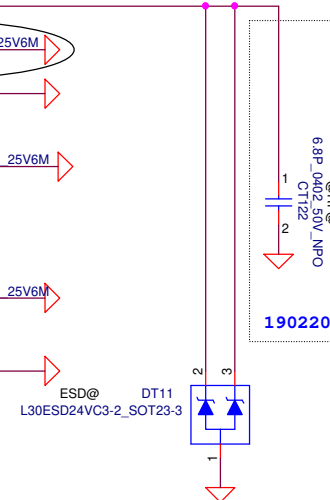 25V6M
25V6M
25V6M
1
2
6.8P_0402_50V_NPO
CT122
190220
2
3
ESD@
DT11
L30ESD24VC3-2_SOT23-3
1